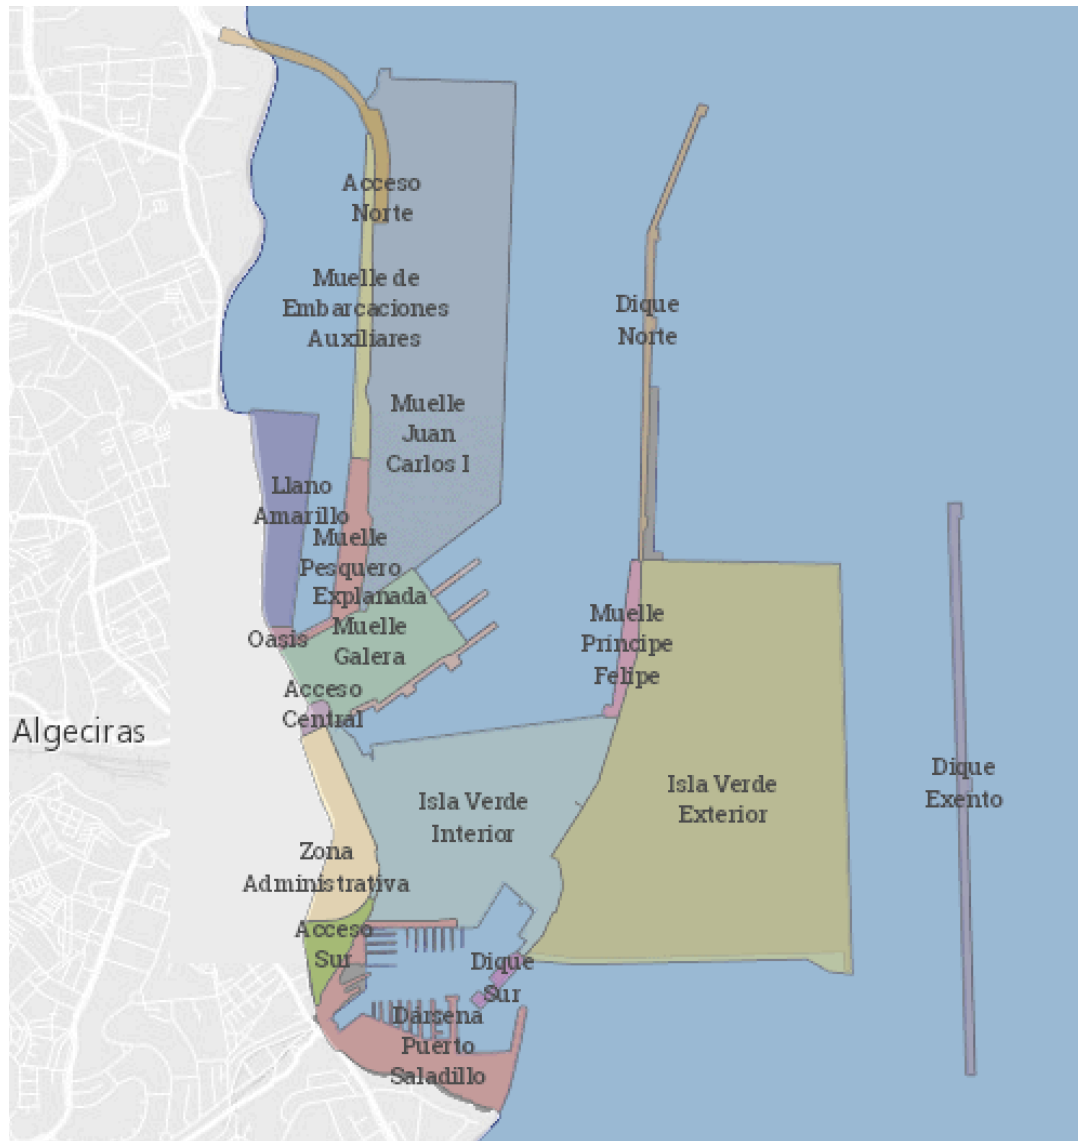 Acceso
Norte
Muelle de
Embarcaciones
Auxiliares
Dique
Norte
Muelle
Juan
Carlos I
Llano
Amarillo
Muelle
Pesquero
Explanada
Muelle
Galera
Oasis
Muelle
Príncipe
Felipe
Acceso
Central
Algeciras
Isla Verde
Interior
Isla Verde
Exterior
Dique
Exento
Zona
Administrativa
Acceso
Sur
Dique
Sur
Dársena
Puerto
Saladillo